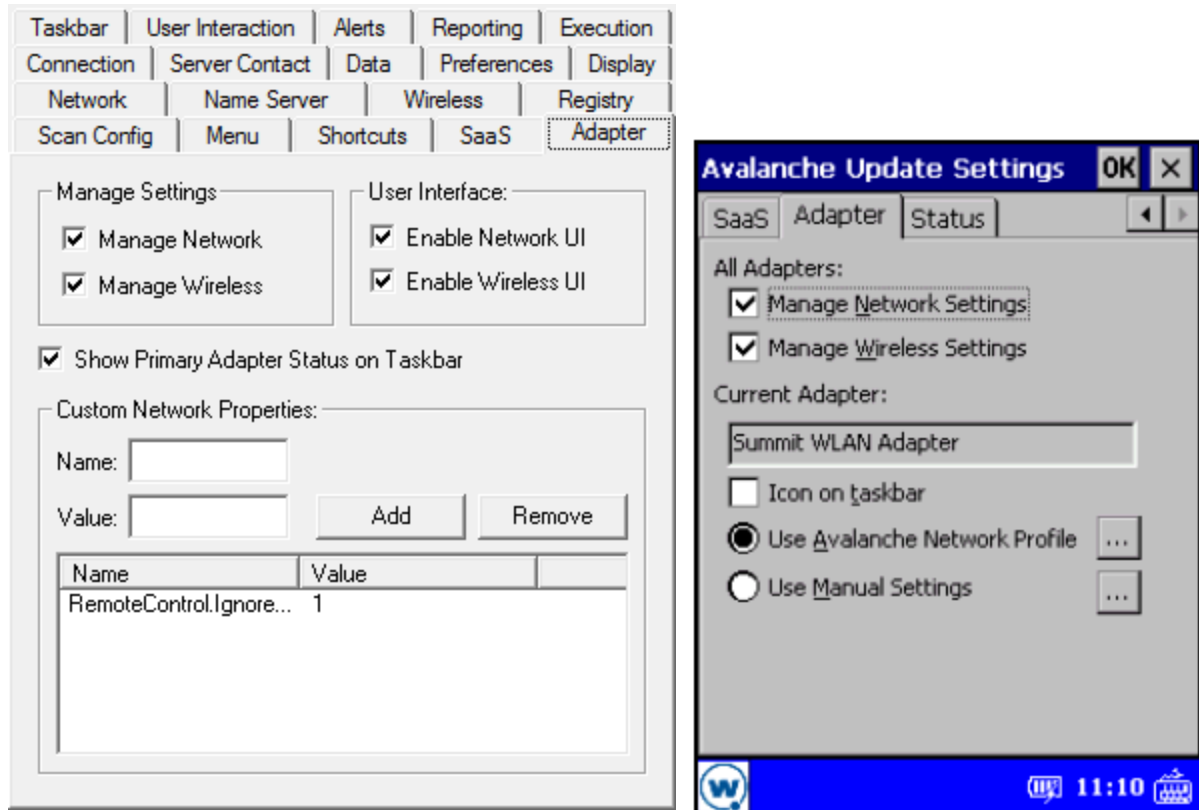 Taskbar User Interaction Alerts Reporting Execution
Connection Server Contact Data Preferences Display
Network Name Server Wireless Registry
Scan Config Menu Shortcuts SaaS Adapter
Manage Settings
Manage Network
Manage Wireless
User Interface:
Enable Network UI
Enable Wireless UI
Show Primary Adapter Status on Taskbar
Custom Network Properties:
Name:
Value: Add Remove
Name Value
RemoteControl.Ignore... 1
Avalanche Update Settings OK
SaaS Adapter Status
All Adapters:
Manage Network Settings
Manage Wireless Settings
Current Adapter:
Summit WLAN Adapter
Icon on taskbar
Use Avalanche Network Profile ...
Use Manual Settings ...
w 11:10